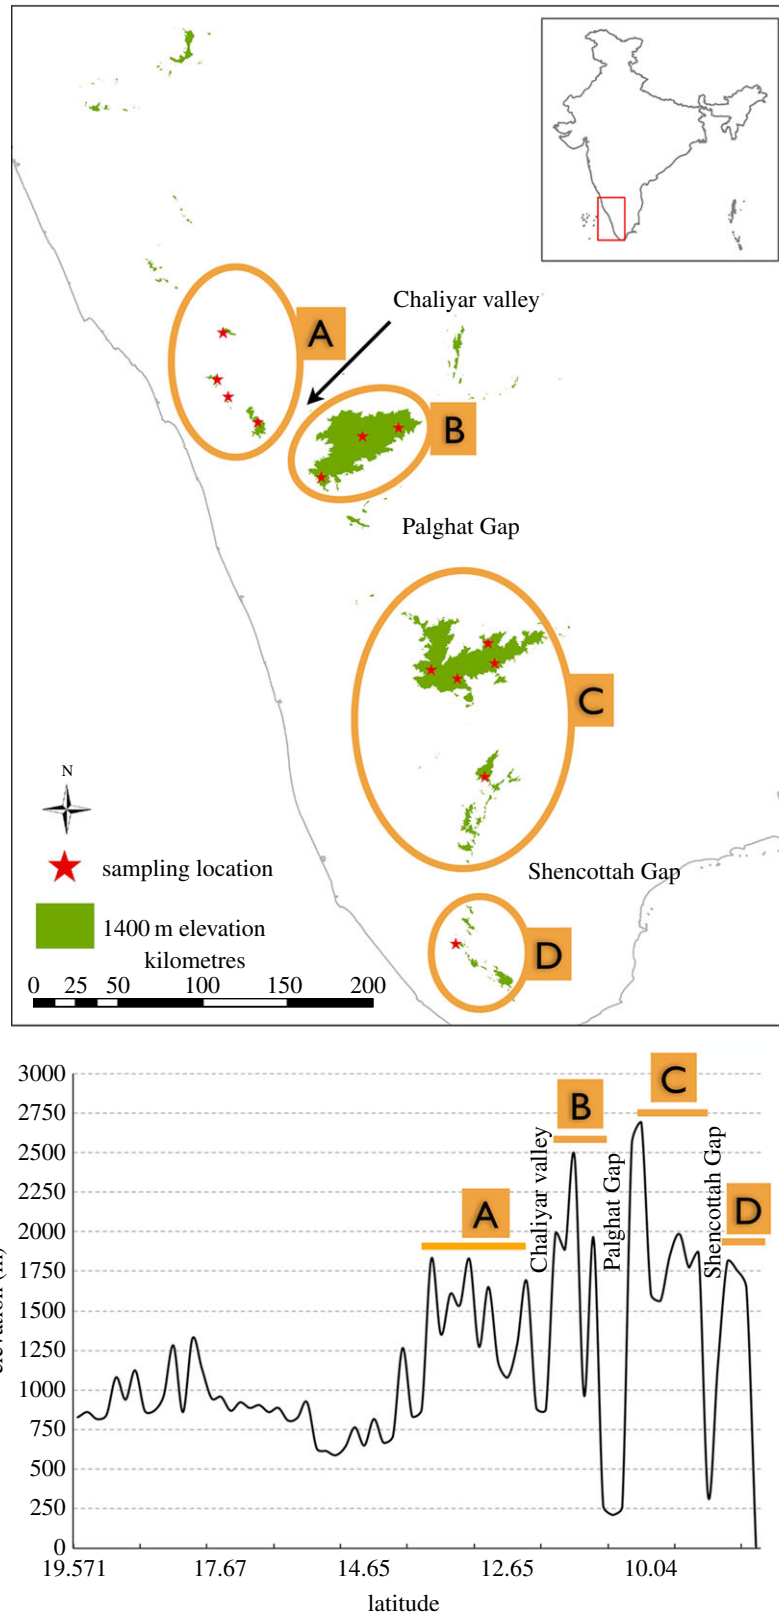 Chaliyar valley
A
B
Palghat Gap
C
N
sampling location
Shencottah Gap
1400 m elevation
kilometres
D
0 25 50 100 150 200
3000
2750
2500
2250
2000
1750
1500
1250
1000
750
500
250
0
elevation (m)
A
Chaliyar valley
B
Palghat Gap
C
Shencottah Gap
D
19.571 17.67 14.65 12.65 10.04
latitude